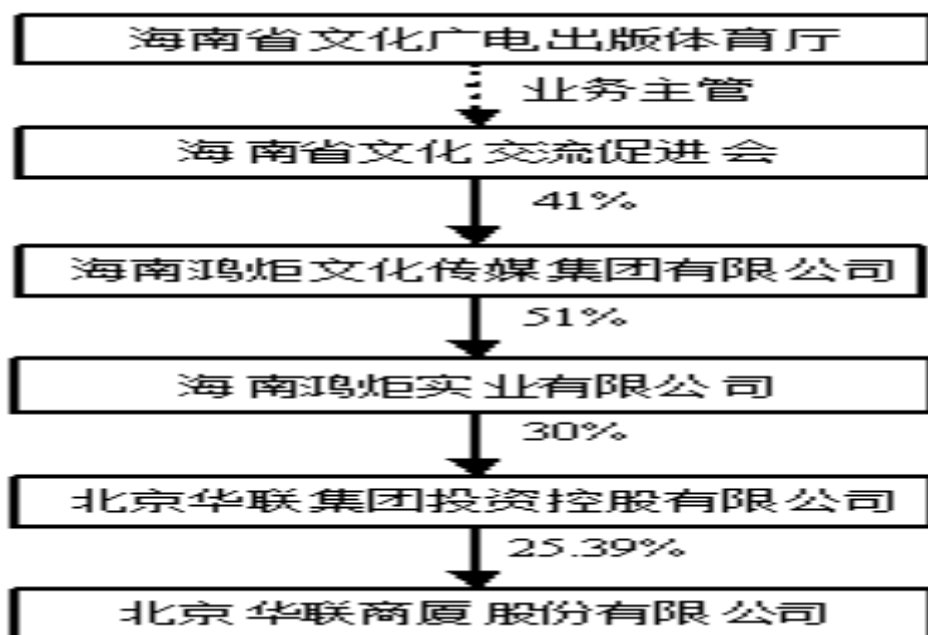 海南省文化广电出版体育厅
业务主管
海南省文化交流促进会
41%
海南鸿炬文化传媒集团有限公司
51%
海南鸿炬实业有限公司
30%
北京华联集团投资控股有限公司
25.39%
北京华联商厦股份有限公司